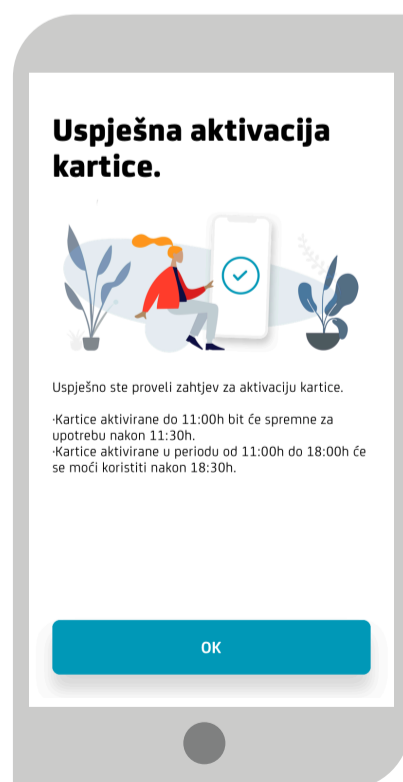 Uspješna aktivacija
kartice.
Uspješno ste proveli zahtjev za aktivaciju kartice.
·Kartice aktivirane do 11:00h bit će spremne za
upotrebu nakon 11:30h.
·Kartice aktivirane u periodu od 11:00h do 18:00h će
se moći koristiti nakon 18:30h.
OK